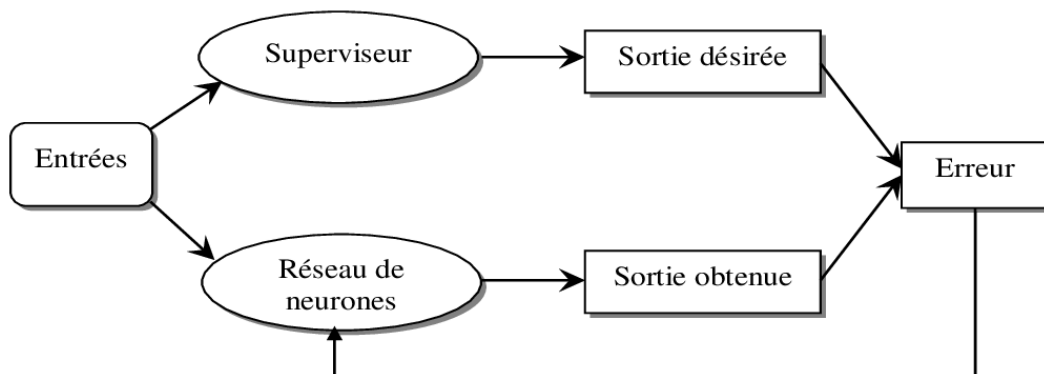 Superviseur
Sortie désirée
Entrées
Erreur
Réseau de
neurones
Sortie obtenue